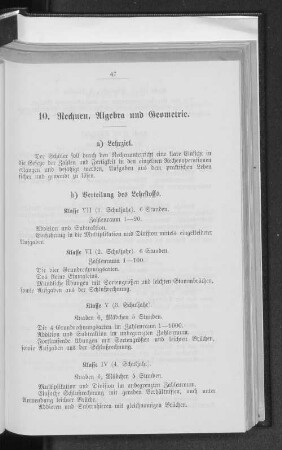 47
10. Rechnen, Algebra und Geometrie.
a) Lehrziel.
Der Schüler soll durch den Rechenunterricht eine klare Einsicht in
die Gesetze der Zahlen und Fertigkeit in den einzelnen Rechenoperationen
erlangen und befähigt werden, Aufgaben aus dem praktischen Leben
schnell und gewandt zu lösen.
b) Verteilung des Lehrstoffs.
Klasse VII (1. Schuljahr). 6 Stunden.
Zahlenraum 1—20.
Addition und Subtraktion.
Einführung in die Multiplikation und Division mittels eingekleideter
Aufgaben.
Klasse VI (2. Schuljahr). 6 Stunden.
Zahlenraum 1—100.
Die vier Grundrechnungsarten.
Das kleine Einmaleins.
Mündliche Übungen mit Sortengrößen und leichten Stammbrüchen,
sowie Aufgaben aus der Schlußrechnung.
Klasse V (3. Schuljahr).
Knaben 6, Mädchen 5 Stunden.
Die 4 Grundrechnungsarten im Zahlenraum 1—1000.
Addition und Subtraktion im unbegrenzten Zahlenraum.
Fortlaufende Übungen mit Sortengrößen und leichten Brüchen,
sowie Aufgaben aus der Schlußrechnung.
Klasse IV (4. Schuljahr).
Knaben 6, Mädchen 5 Stunden.
Multiplikation und Division im unbegrenzten Zahlenraum.
Einfache Schlußrechnung mit geraden Verhältnissen, auch unter
Anwendung leichter Brüche.
Addieren und Subtrahieren mit gleichnamigen Brüchen.